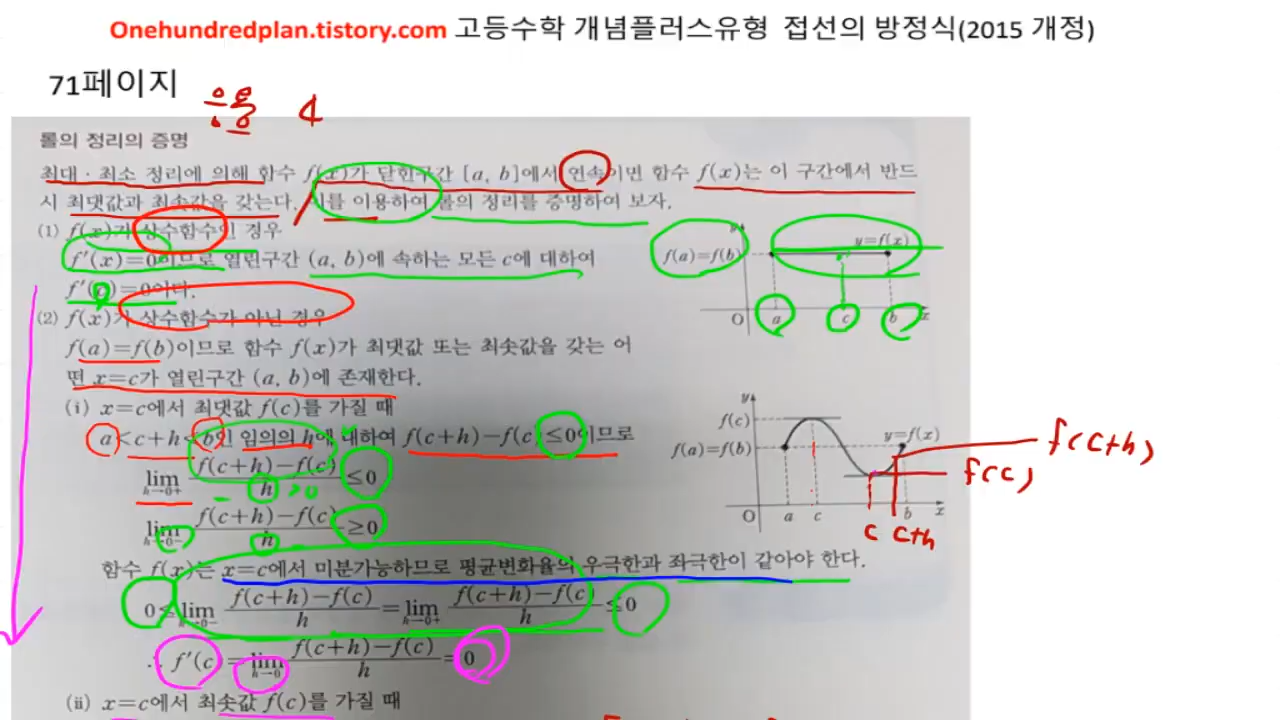 Onehundredplan.tistory.com 고등수학 개념플러스유형 접선의 방정식(2015 개정)
71페이지
응용 4
롤의 정리의 증명
최대·최소 정리에 의해 함수 f(x)가 닫힌구간 [a, b]에서 연속이면 함수 f(x)는 이 구간에서 반드
시 최댓값과 최솟값을 갖는다. 이를 이용하여 롤의 정리를 증명하여 보자.
(1) f(x)가 상수함수인 경우
f'(x)=0이므로 열린구간 (a, b)에 속하는 모든 c에 대하여
f'(c)=0이다.
f(a)=f(b)
y
y=f(x)
O a c b x
(2) f(x)가 상수함수가 아닌 경우
f(a)=f(b)이므로 함수 f(x)가 최댓값 또는 최솟값을 갖는 어
떤 x=c가 열린구간 (a, b)에 존재한다.
(i) x=c에서 최댓값 f(c)를 가질 때
a<c+h<b인 임의의 h에 대하여 f(c+h)-f(c)≤0이므로
lim h→0+ f(c+h)-f(c) / h ≤0
- h >0
lim h→0- f(c+h)-f(c) / h ≥0
y
f(c)
f(a)=f(b)
y=f(x)
O a c b x
f(c+h)
f(c)
c c+h
함수 f(x)는 x=c에서 미분가능하므로 평균변화율의 우극한과 좌극한이 같아야 한다.
0≤ lim h→0- f(c+h)-f(c) / h = lim h→0+ f(c+h)-f(c) / h ≤0
∴ f'(c)= lim h→0 f(c+h)-f(c) / h =0
(ii) x=c에서 최솟값 f(c)를 가질 때